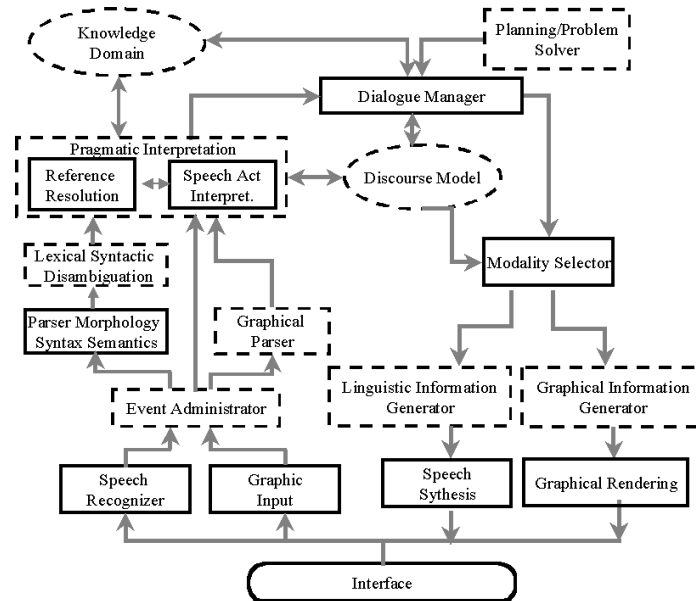 Knowledge
Domain
Planning/Problem
Solver
Dialogue Manager
Pragmatic Interpretation
Reference
Resolution
Speech Act
Interpret.
Discourse Model
Lexical Syntactic
Disambiguation
Modality Selector
Parser Morphology
Syntax Semantics
Graphical
Parser
Linguistic Information
Generator
Graphical Information
Generator
Event Administrator
Speech
Recognizer
Graphic
Input
Speech
Sythesis
Graphical Rendering
Interface